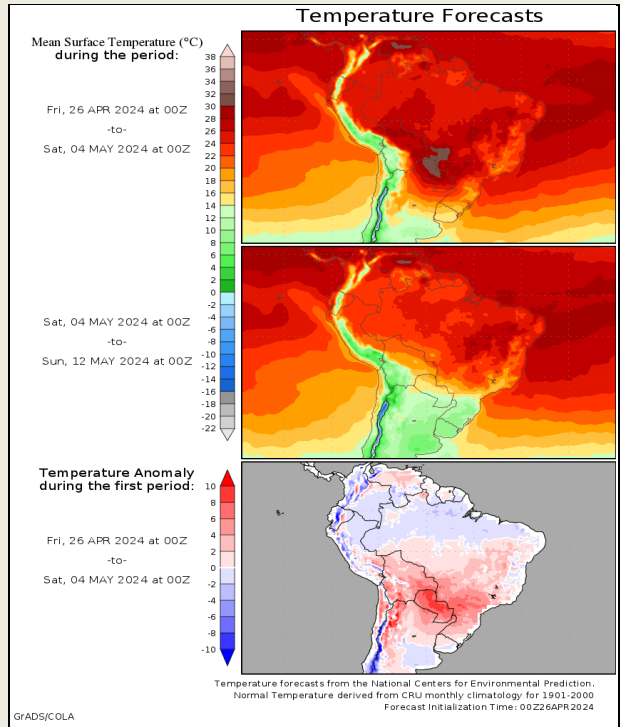 Temperature Forecasts
Mean Surface Temperature (°C)
during the period:
Fri, 26 APR 2024 at 00Z
-to-
Sat, 04 MAY 2024 at 00Z
38
36
34
32
30
28
26
24
22
20
18
16
14
12
10
8
6
4
2
0
-2
-4
-6
-8
-10
-12
-14
-16
-18
-20
-22
Sat, 04 MAY 2024 at 00Z
-to-
Sun, 12 MAY 2024 at 00Z
Temperature Anomaly
during the first period:
Fri, 26 APR 2024 at 00Z
-to-
Sat, 04 MAY 2024 at 00Z
10
8
6
4
2
0
-2
-4
-6
-8
-10
Temperature forecasts from the National Centers for Environmental Prediction.
Normal Temperature derived from CRU monthly climatology for 1901-2000
Forecast Initialization Time: 00Z26APR2024
GrADS/COLA